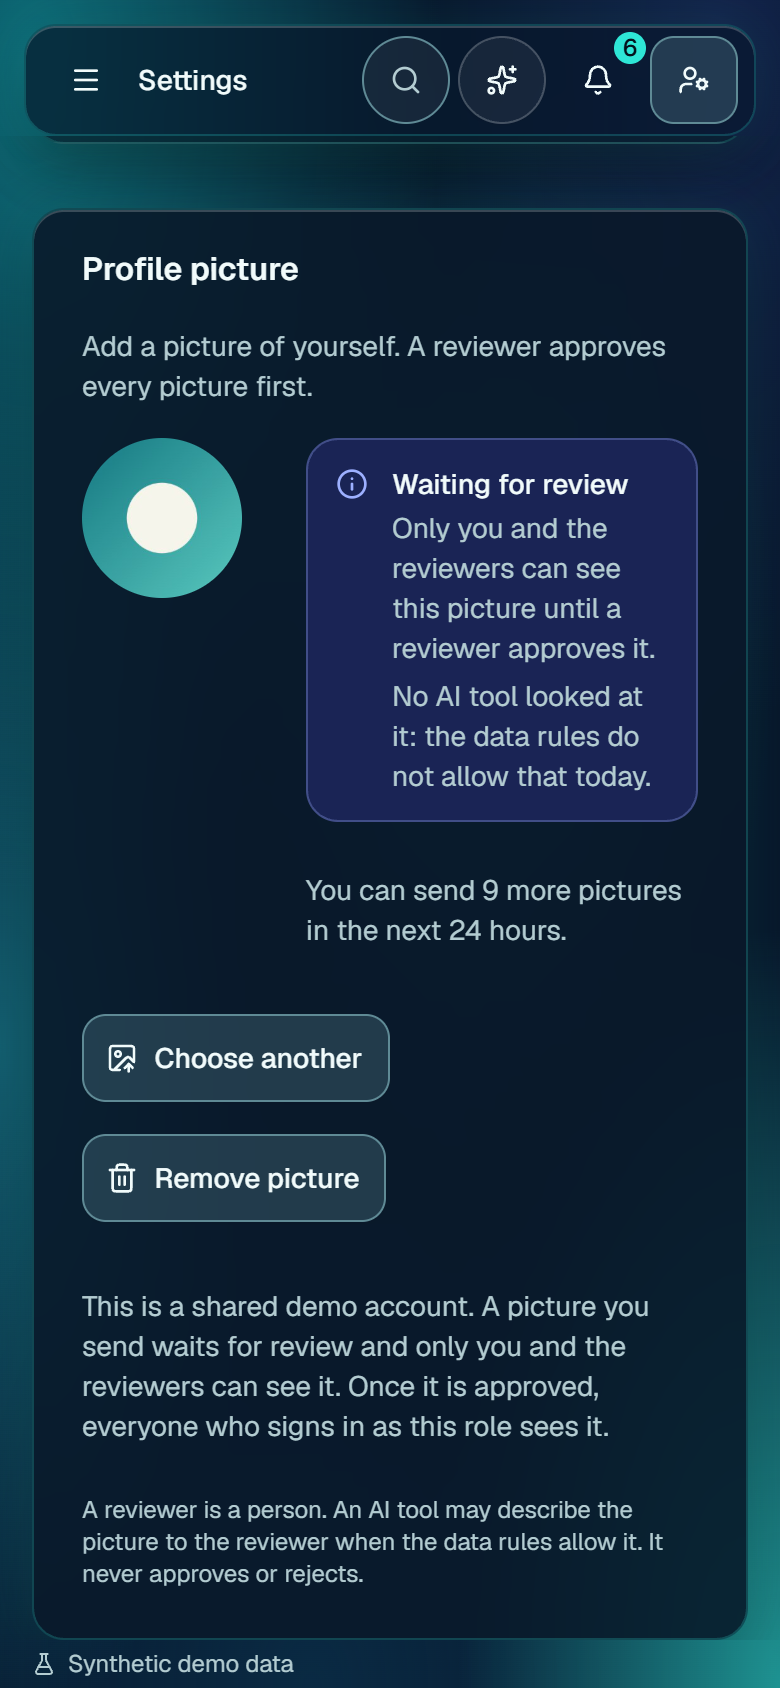 Settings
6
Profile picture
Add a picture of yourself. A reviewer approves
every picture first.
Waiting for review
Only you and the
reviewers can see
this picture until a
reviewer approves it.
No AI tool looked at
it: the data rules do
not allow that today.
You can send 9 more pictures
in the next 24 hours.
Choose another
Remove picture
This is a shared demo account. A picture you
send waits for review and only you and the
reviewers can see it. Once it is approved,
everyone who signs in as this role sees it.
A reviewer is a person. An AI tool may describe the
picture to the reviewer when the data rules allow it. It
never approves or rejects.
Synthetic demo data